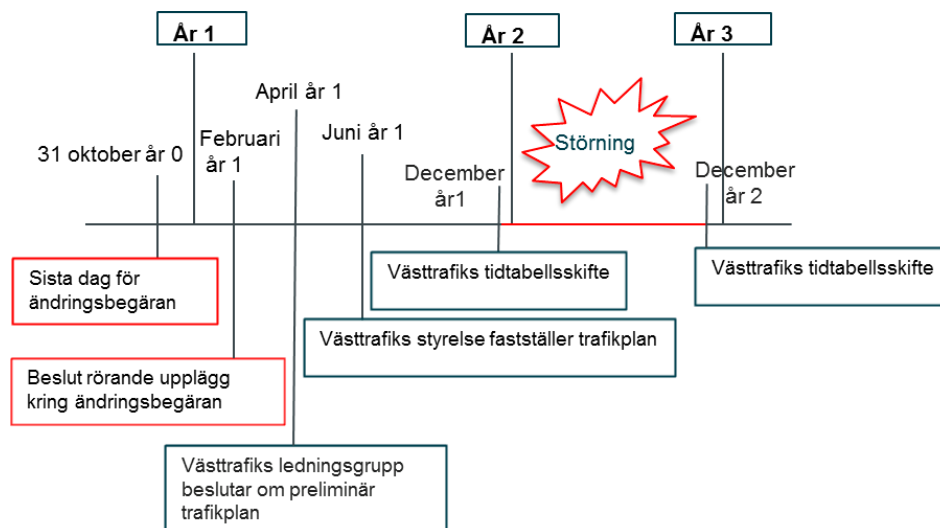 År 1
År 2
År 3
April år 1
Juni år 1
Störning
Februari
år 1
31 oktober år 0
December
år1
December
år 2
Sista dag för
ändringsbegäran
Västtrafiks tidtabellsskifte
Västtrafiks tidtabellsskifte
Västtrafiks styrelse fastställer trafikplan
Beslut rörande upplägg
kring ändringsbegäran
Västtrafiks ledningsgrupp
beslutar om preliminär
trafikplan